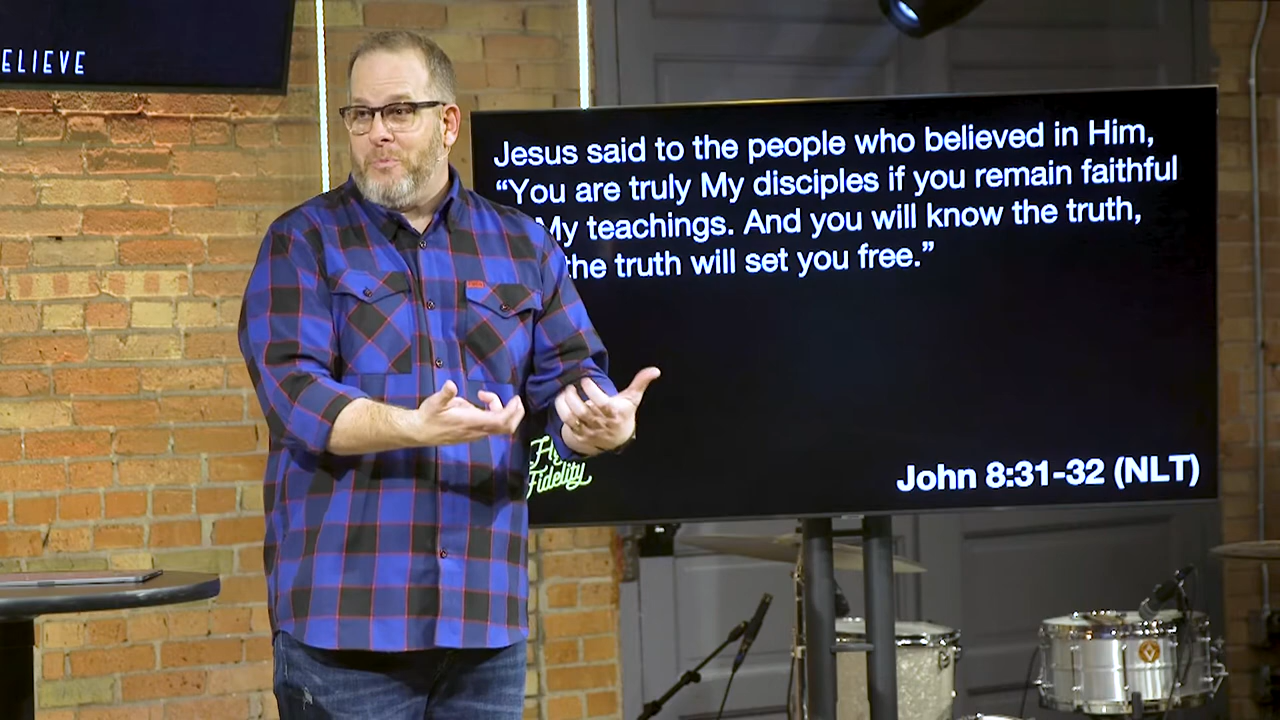 ELIEVE
Jesus said to the people who believed in Him,
“You are truly My disciples if you remain faithful
My teachings. And you will know the truth,
the truth will set you free.”
Fidelity
John 8:31-32 (NLT)